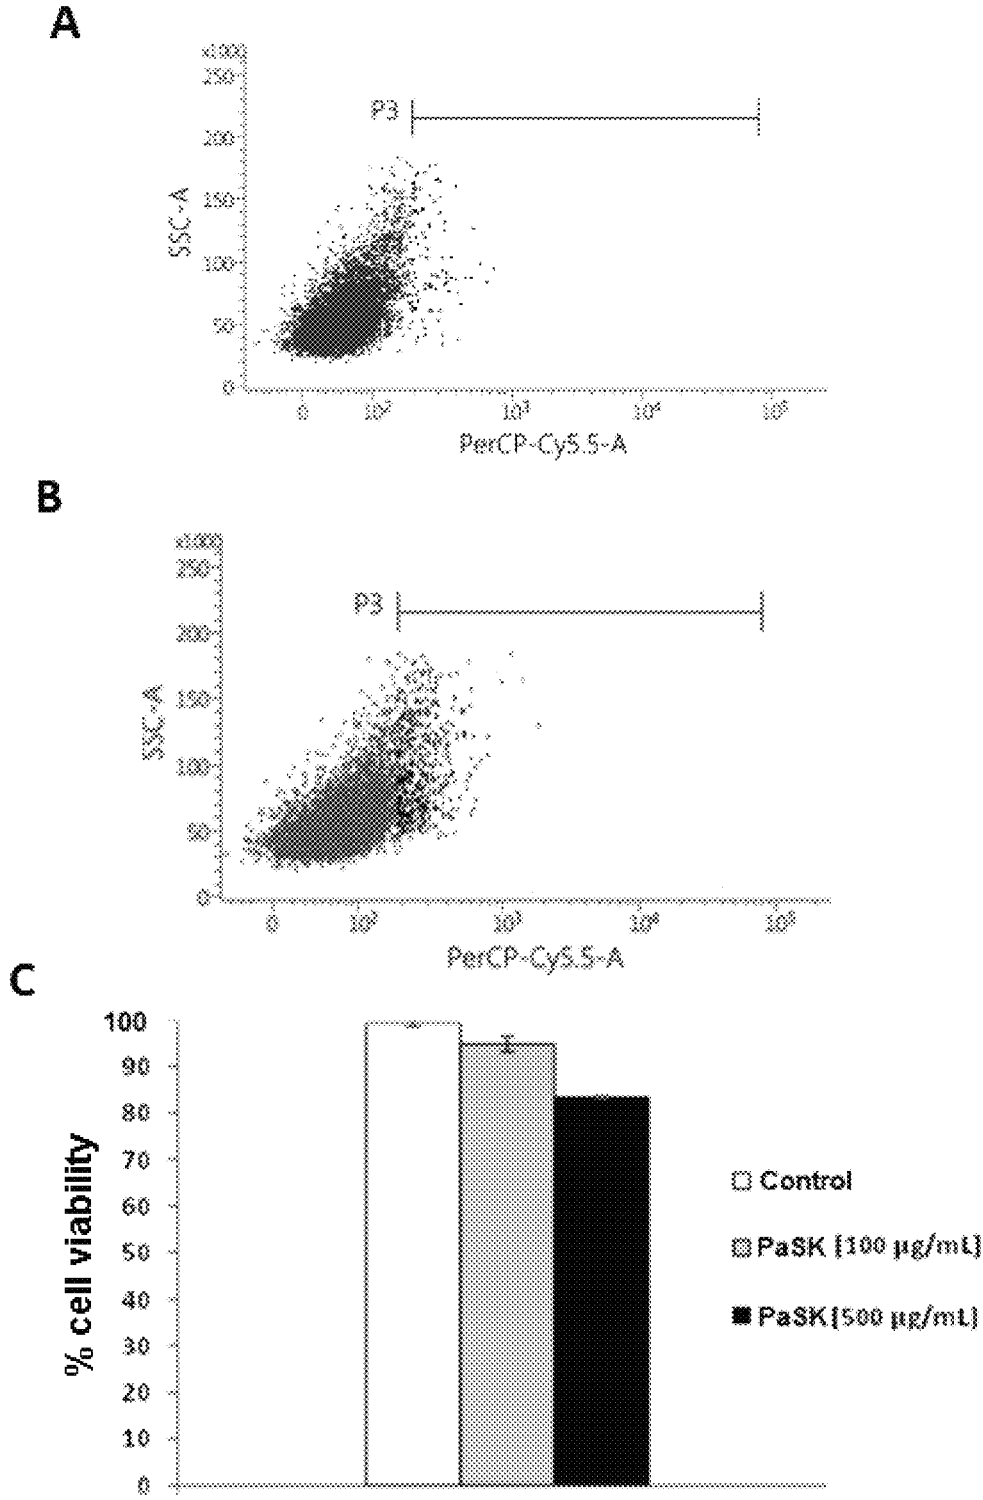 A
x1000
250
200
150
100
50
0
SSC-A
P3
0 10² 10³ 10⁴ 10⁵
PerCP-Cy5.5-A
B
x1000
250
200
150
100
50
0
SSC-A
P3
0 10² 10³ 10⁴ 10⁵
PerCP-Cy5.5-A
C
100
90
80
70
60
50
40
30
20
10
0
% cell viability
Control
PaSK [100 µg/mL]
PaSK [500 µg/mL]